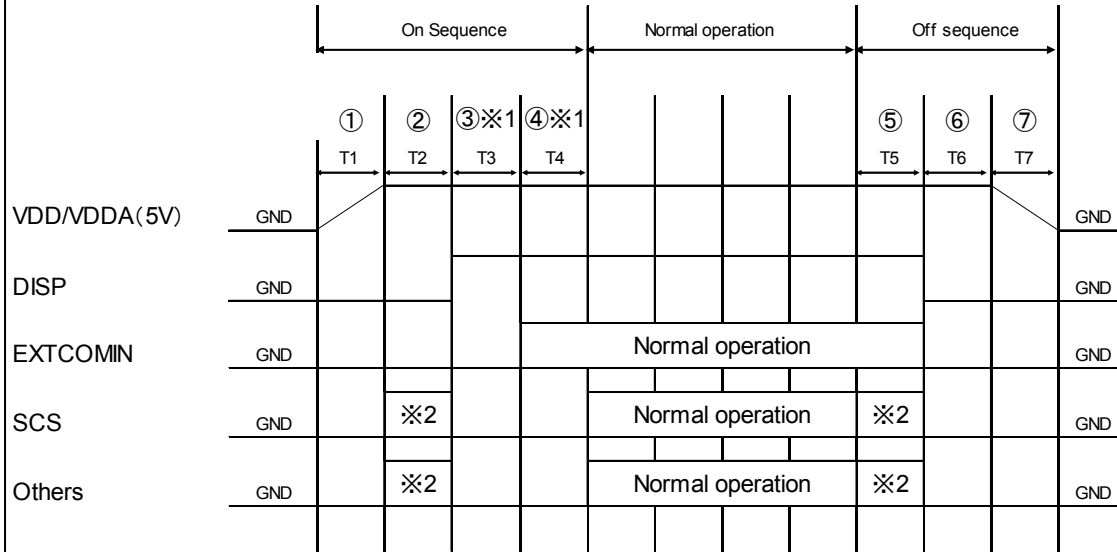 On Sequence Normal operation Off sequence
① ② ③※1 ④※1 ⑤ ⑥ ⑦
T1 T2 T3 T4 T5 T6 T7
VDD/VDDA(5V) GND GND
DISP GND GND
EXTCOMIN GND Normal operation GND
SCS GND ※2 Normal operation ※2 GND
Others GND ※2 Normal operation ※2 GND